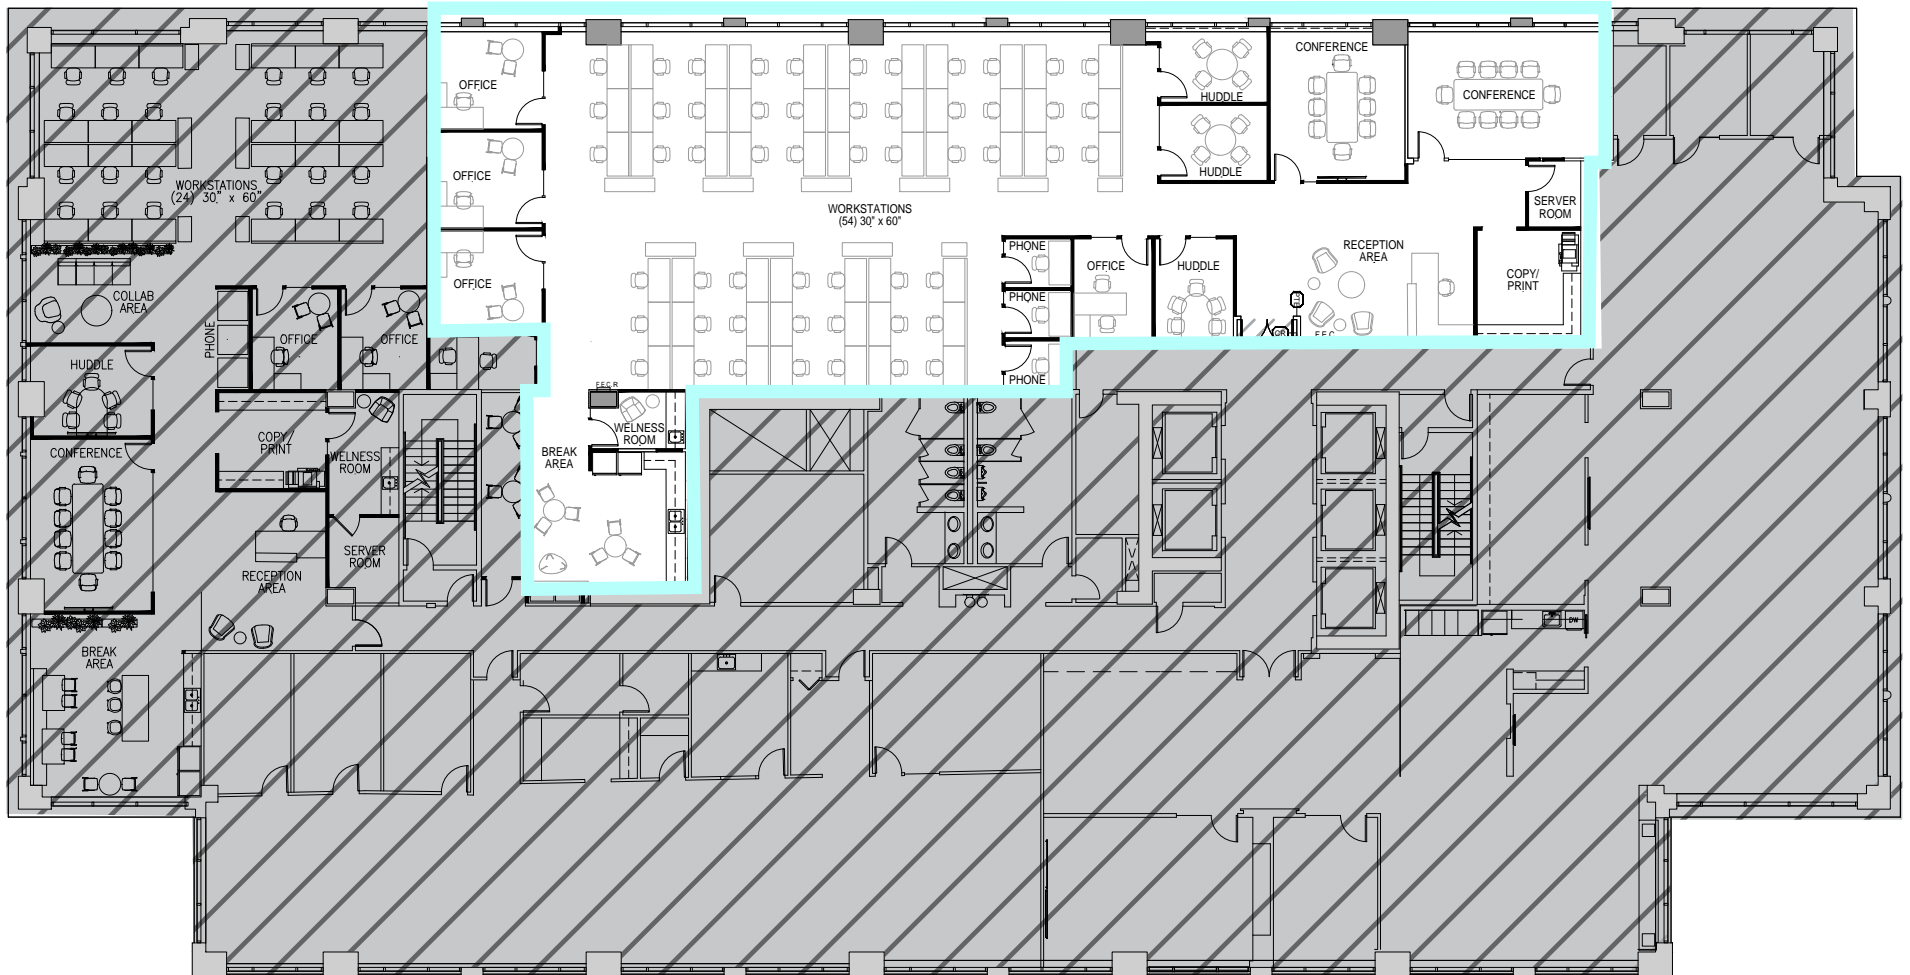 OFFICE
OFFICE
OFFICE
HUDDLE
HUDDLE
CONFERENCE
CONFERENCE
WORKSTATIONS
(54) 30" x 60"
SERVER
ROOM
PHONE
PHONE
PHONE
OFFICE
HUDDLE
RECEPTION
AREA
COPY/
PRINT
F.E.C.
F.E.C.R
WELNESS
ROOM
BREAK
AREA
WORKSTATIONS
(24) 30" x 60"
COLLAB
AREA
PHONE
OFFICE
OFFICE
HUDDLE
CONFERENCE
COPY/
PRINT
WELNESS
ROOM
SERVER
ROOM
RECEPTION
AREA
BREAK
AREA
DW